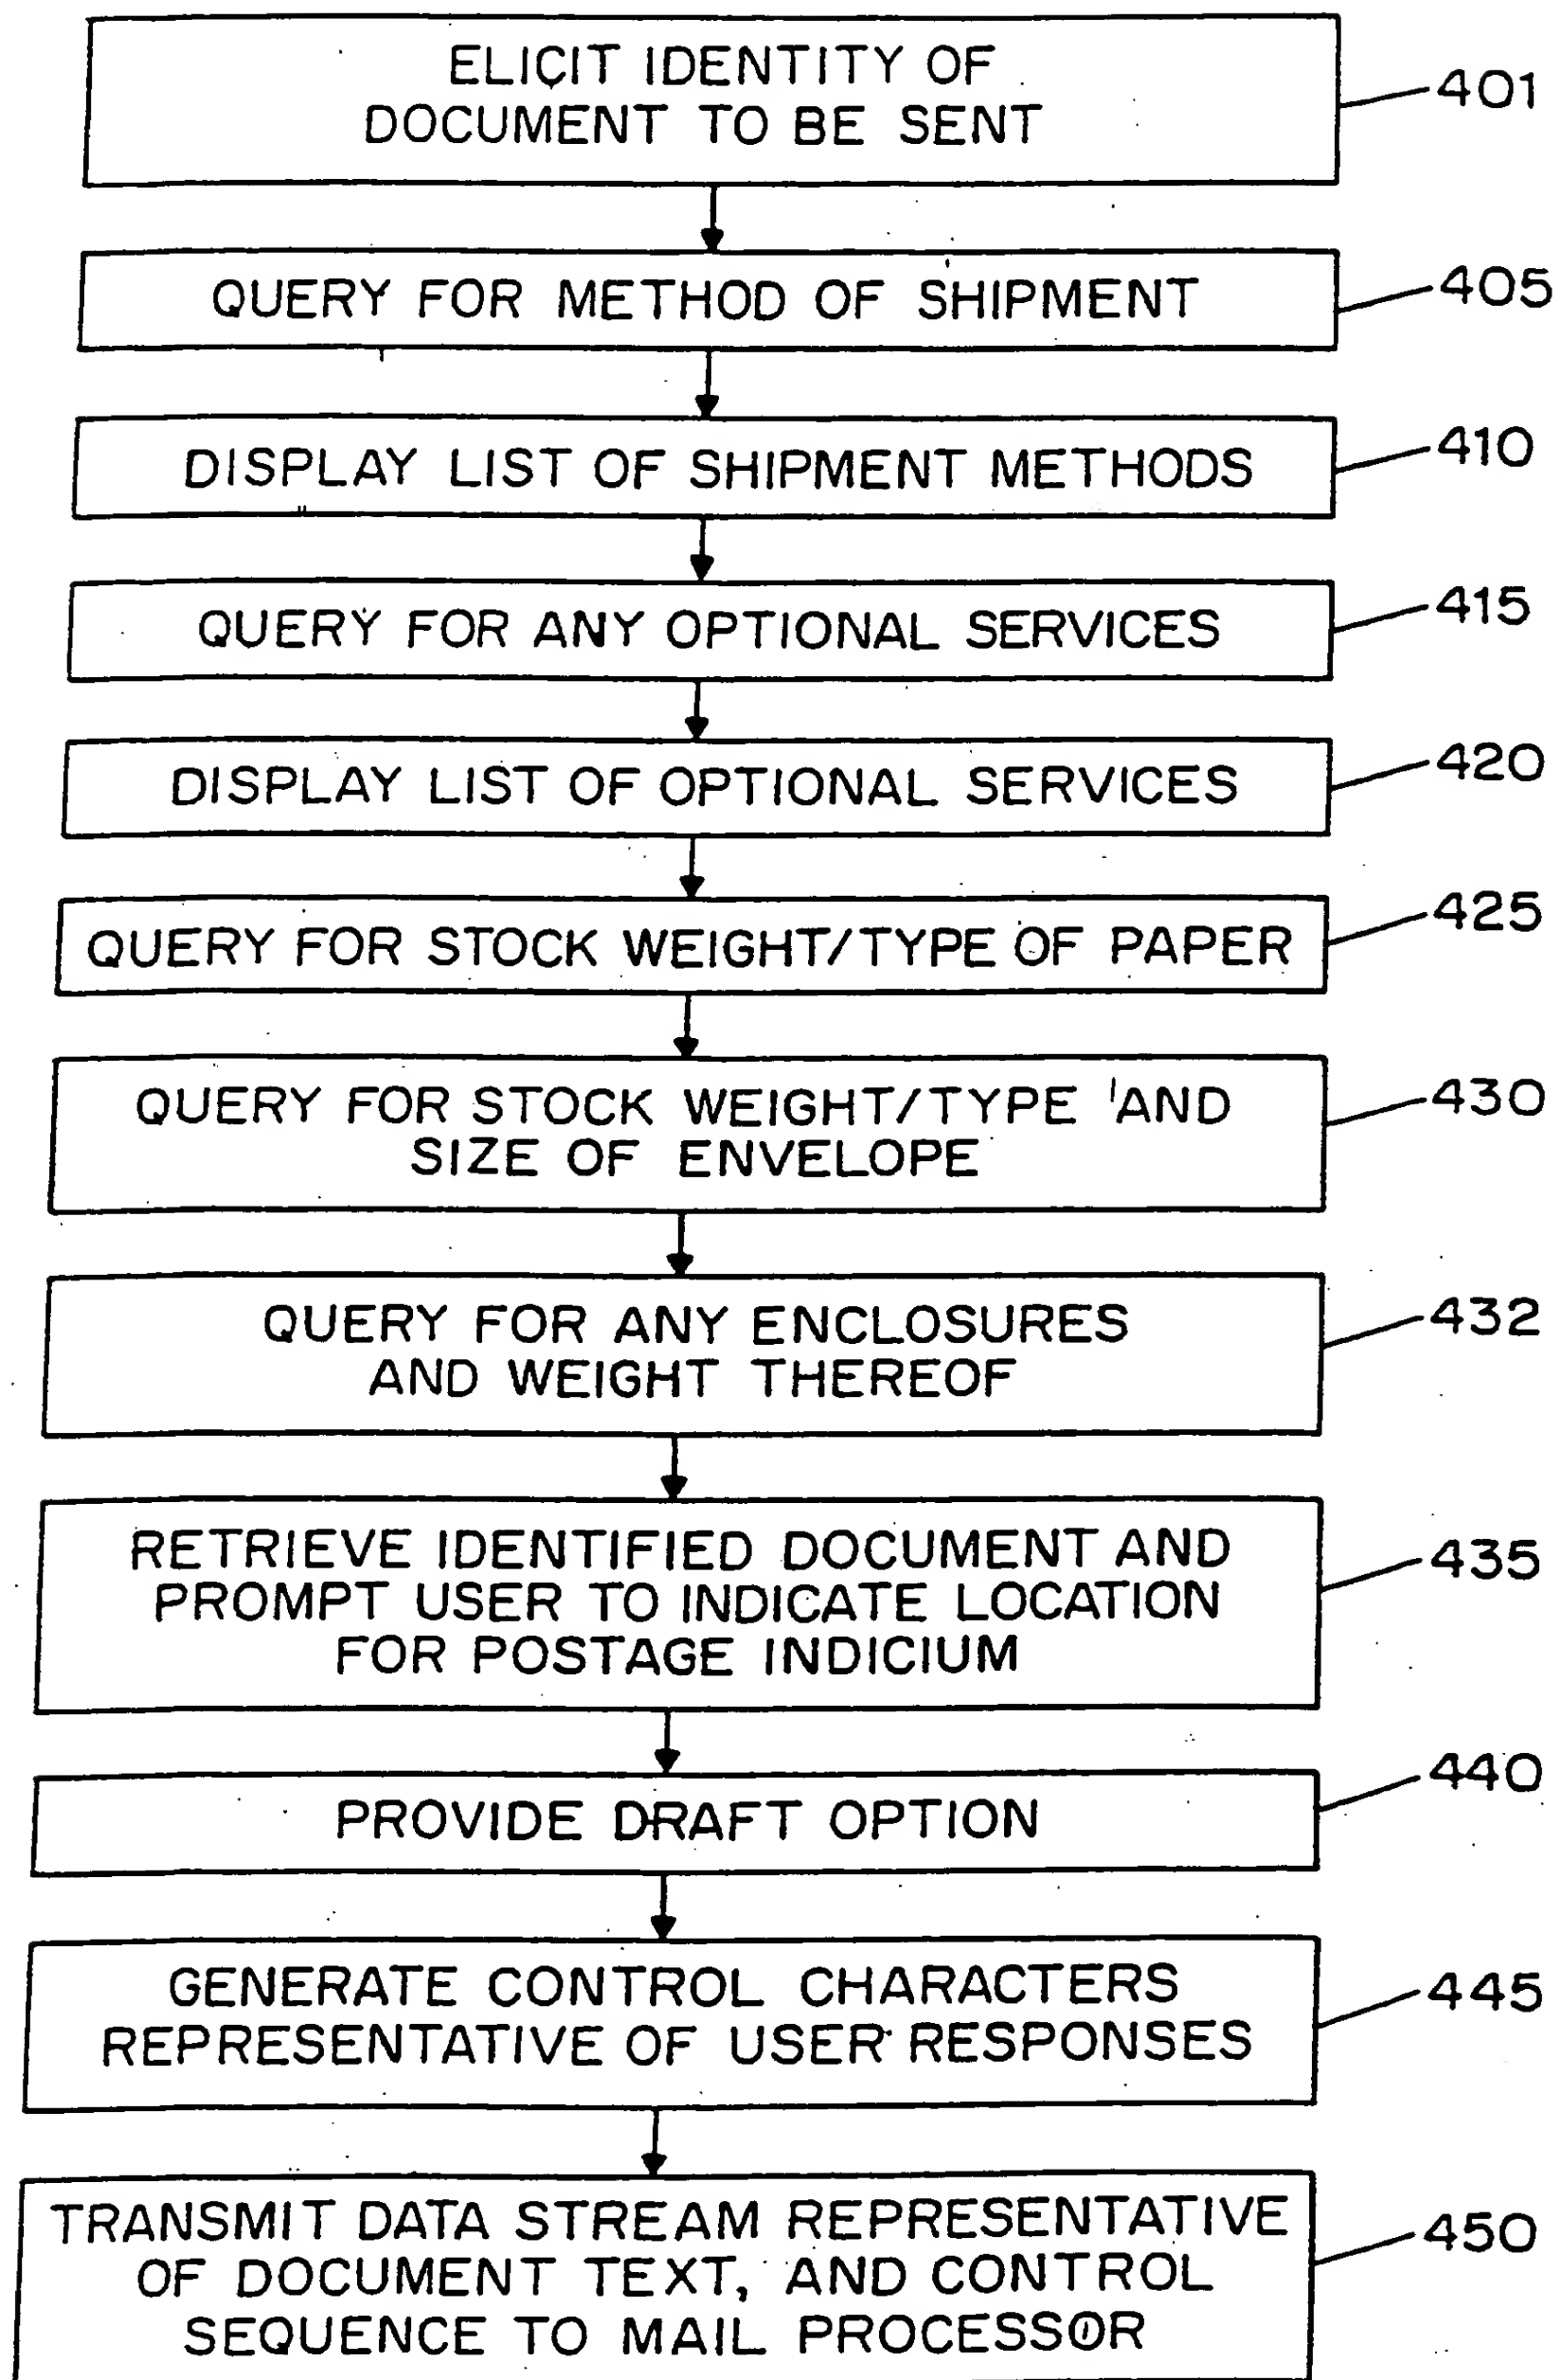 ELICIT IDENTITY OF
DOCUMENT TO BE SENT
401
QUERY FOR METHOD OF SHIPMENT
405
DISPLAY LIST OF SHIPMENT METHODS
410
QUERY FOR ANY OPTIONAL SERVICES
415
DISPLAY LIST OF OPTIONAL SERVICES
420
QUERY FOR STOCK WEIGHT/TYPE OF PAPER
425
QUERY FOR STOCK WEIGHT/TYPE AND
SIZE OF ENVELOPE
430
QUERY FOR ANY ENCLOSURES
AND WEIGHT THEREOF
432
RETRIEVE IDENTIFIED DOCUMENT AND
PROMPT USER TO INDICATE LOCATION
FOR POSTAGE INDICIUM
435
PROVIDE DRAFT OPTION
440
GENERATE CONTROL CHARACTERS
REPRESENTATIVE OF USER RESPONSES
445
TRANSMIT DATA STREAM REPRESENTATIVE
OF DOCUMENT TEXT, AND CONTROL
SEQUENCE TO MAIL PROCESSOR
450